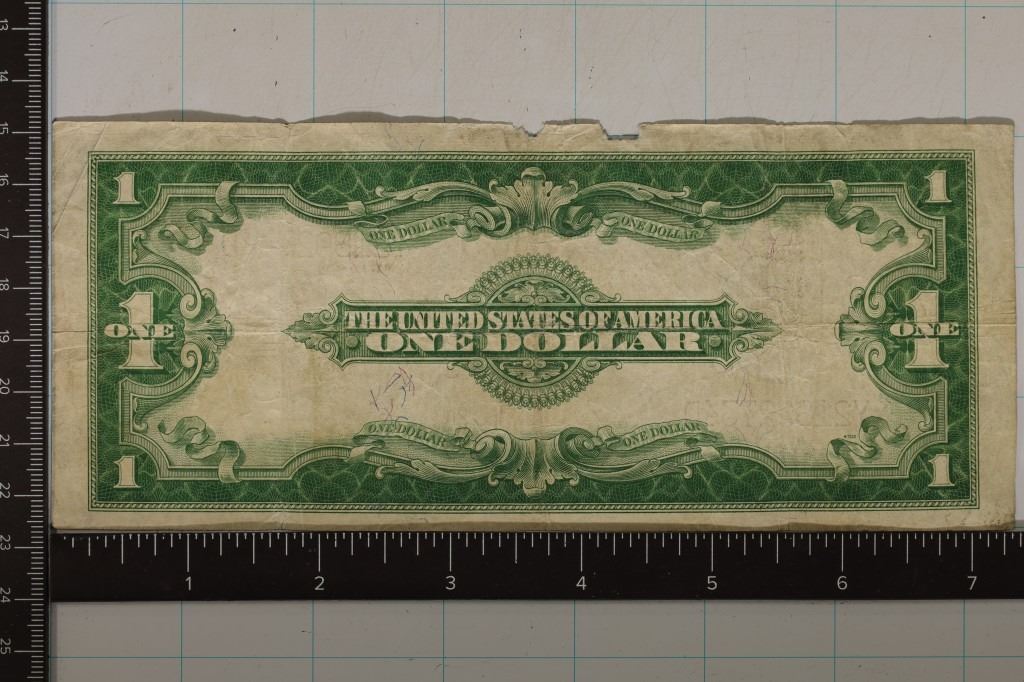 1 1
ONE DOLLAR ONE DOLLAR
THE UNITED STATES OF AMERICA
ONE DOLLAR
1 ONE 1 ONE
ONE DOLLAR ONE DOLLAR
1 1
13
14
15
16
17
18
19
20
21
22
23
24
25
1 2 3 4 5 6 7